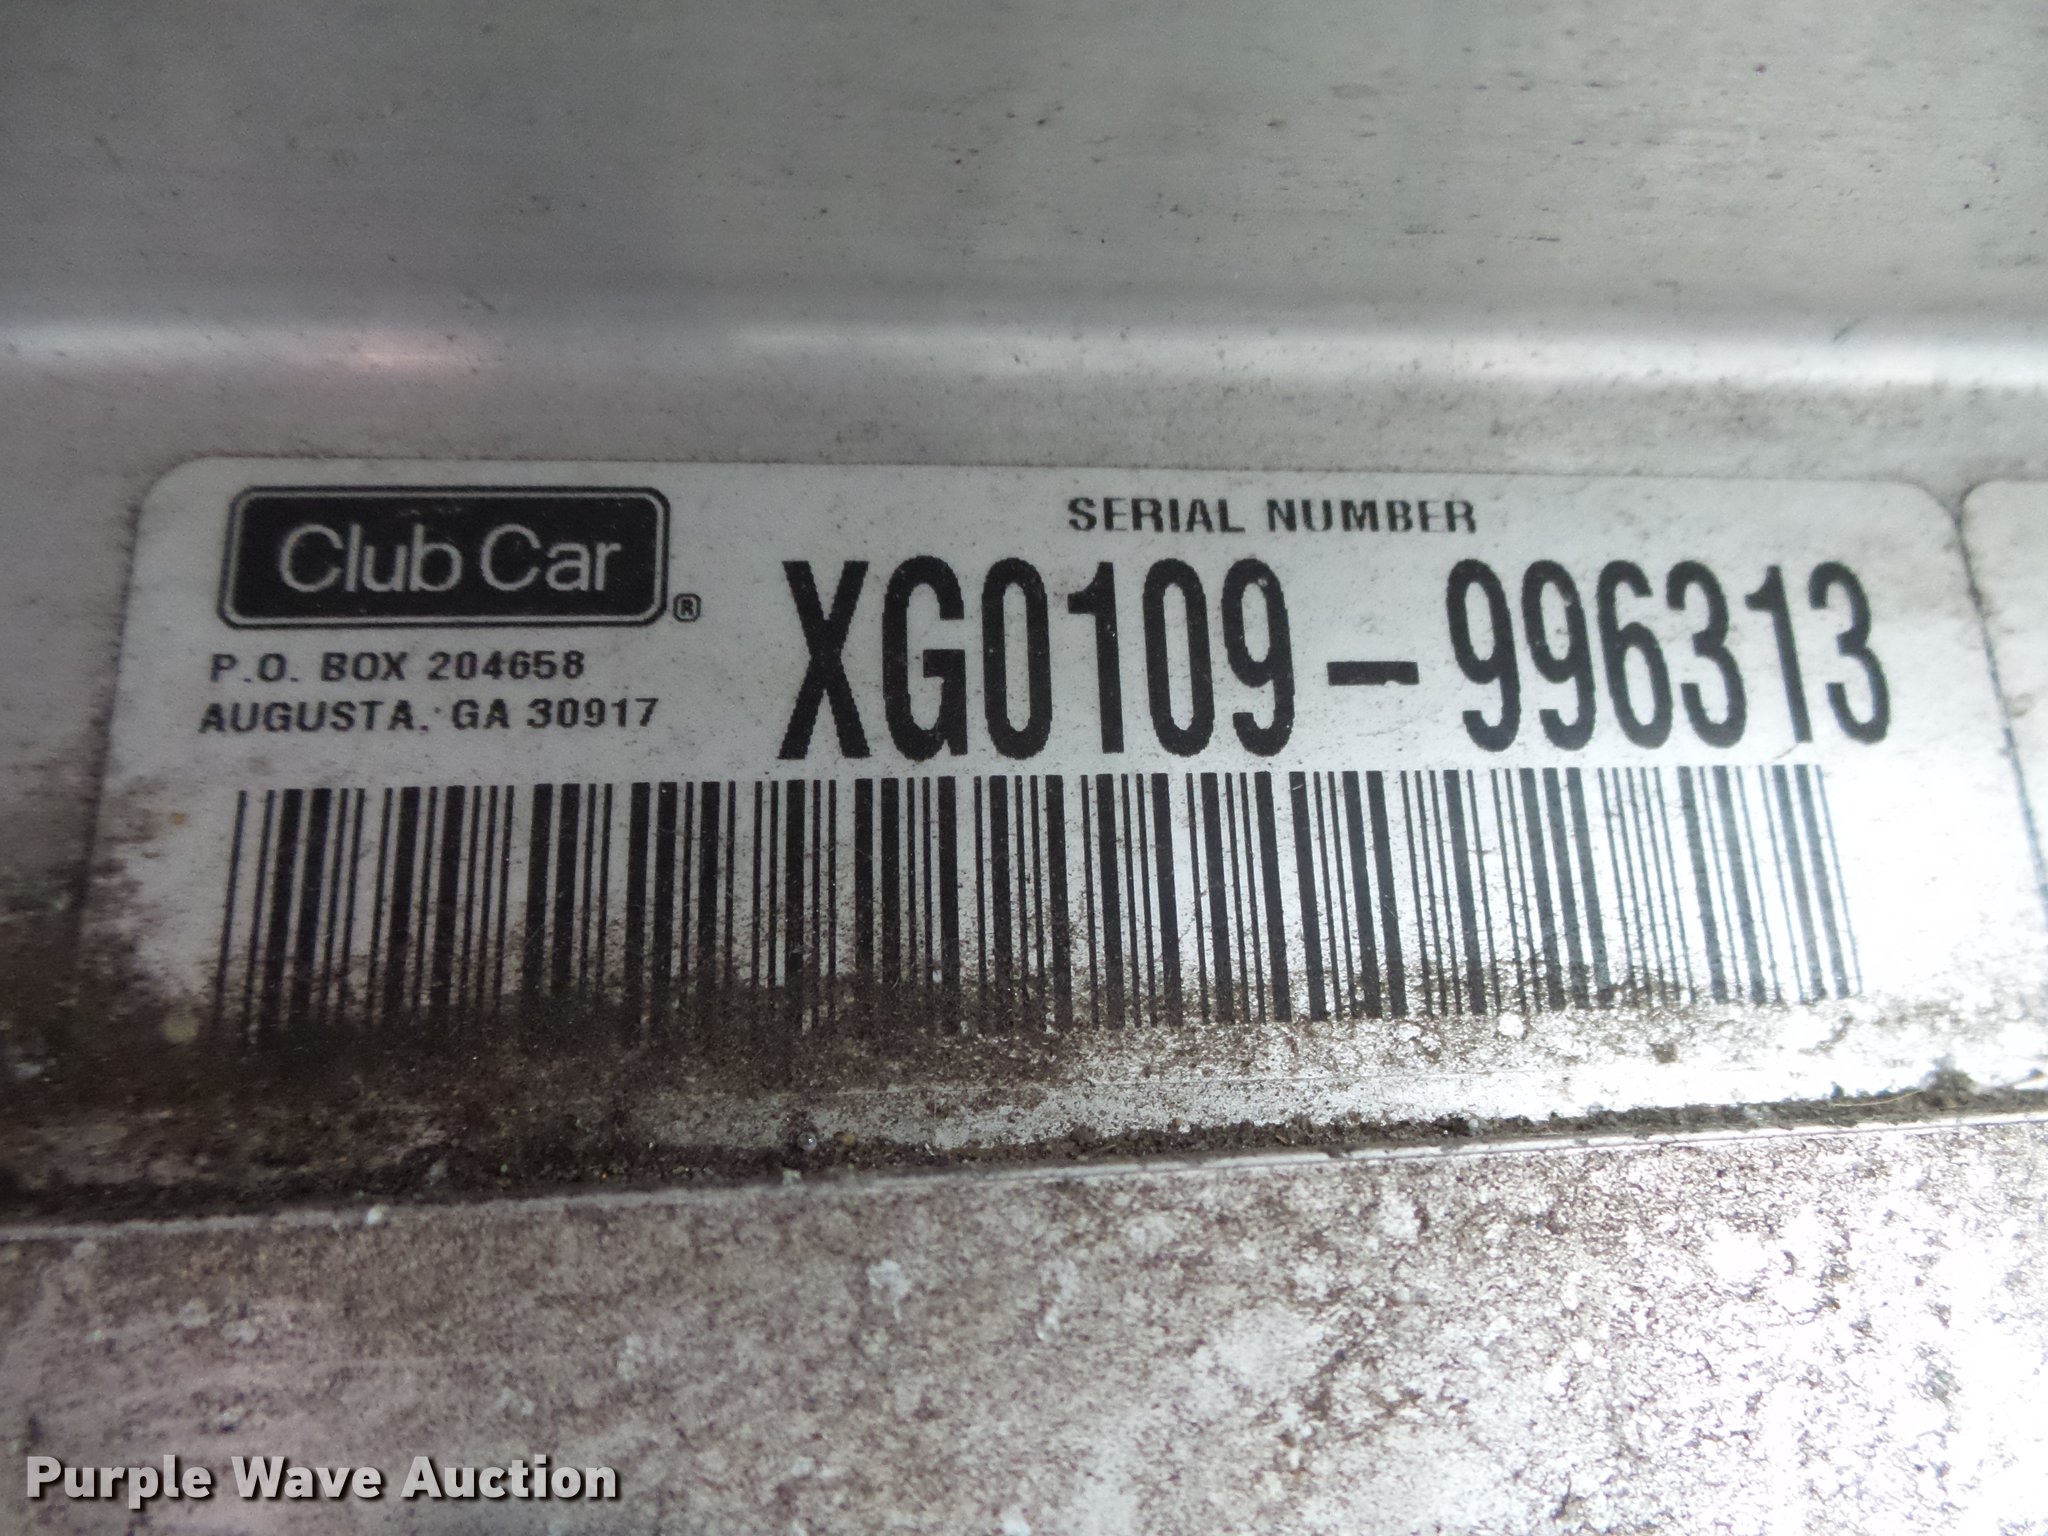 Club Car®
P.O. BOX 204658
AUGUSTA, GA 30917
SERIAL NUMBER
XG0109-996313
Purple Wave Auction